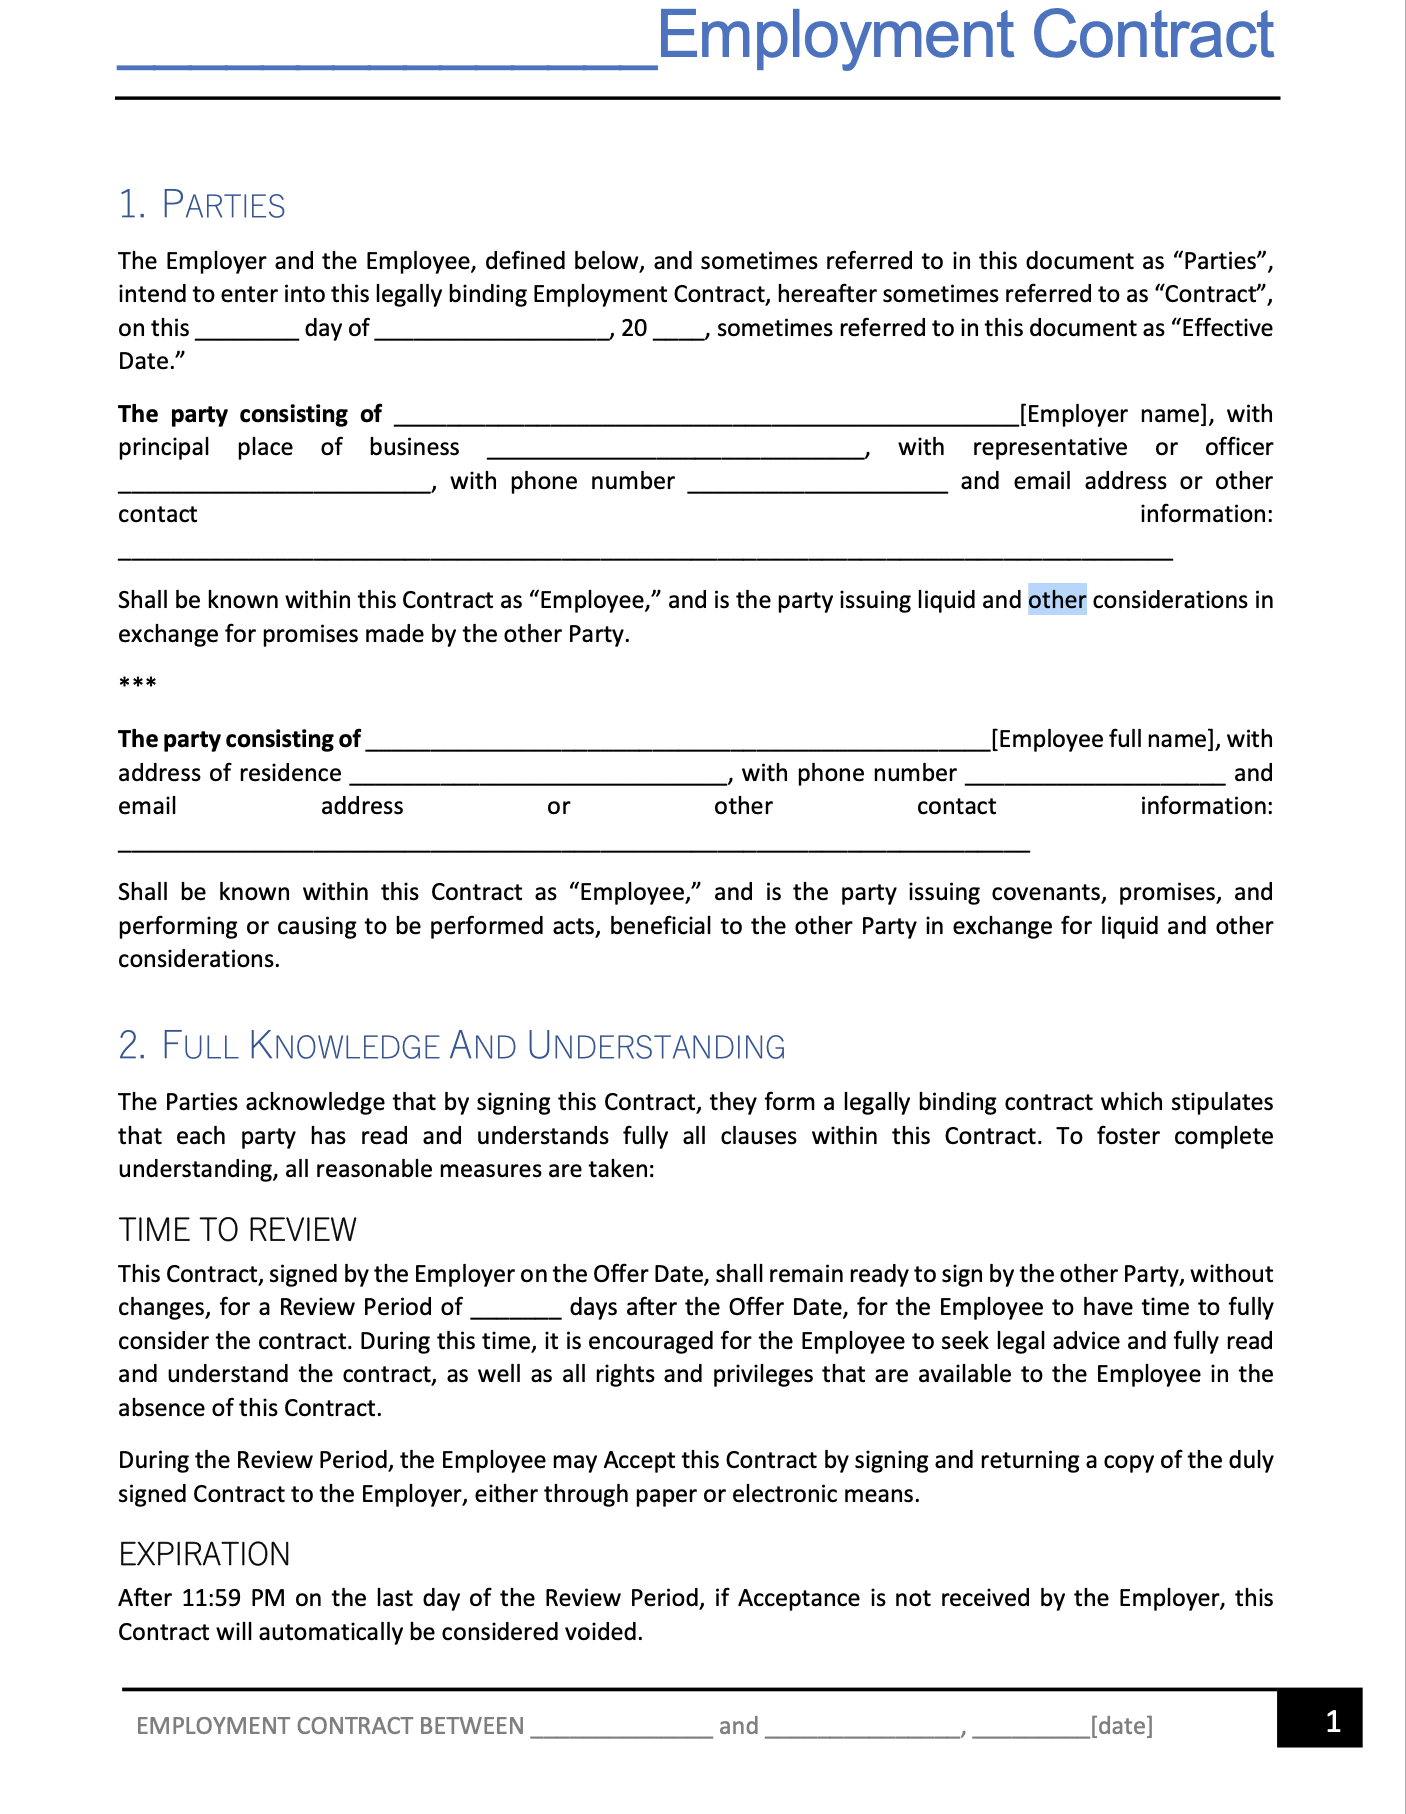 __________________Employment Contract
1. PARTIES
The Employer and the Employee, defined below, and sometimes referred to in this document as “Parties”,
intend to enter into this legally binding Employment Contract, hereafter sometimes referred to as “Contract”,
on this ________ day of __________________, 20 ____, sometimes referred to in this document as “Effective
Date.”
The party consisting of ________________________________________________[Employer name], with
principal place of business _____________________________, with representative or officer
________________________, with phone number ____________________ and email address or other
contact information:
_________________________________________________________________________________
Shall be known within this Contract as “Employee,” and is the party issuing liquid and other considerations in
exchange for promises made by the other Party.
***
The party consisting of ________________________________________________[Employee full name], with
address of residence _____________________________, with phone number ____________________ and
email address or other contact information:
______________________________________________________________________
Shall be known within this Contract as “Employee,” and is the party issuing covenants, promises, and
performing or causing to be performed acts, beneficial to the other Party in exchange for liquid and other
considerations.
2. FULL KNOWLEDGE AND UNDERSTANDING
The Parties acknowledge that by signing this Contract, they form a legally binding contract which stipulates
that each party has read and understands fully all clauses within this Contract. To foster complete
understanding, all reasonable measures are taken:
TIME TO REVIEW
This Contract, signed by the Employer on the Offer Date, shall remain ready to sign by the other Party, without
changes, for a Review Period of _______ days after the Offer Date, for the Employee to have time to fully
consider the contract. During this time, it is encouraged for the Employee to seek legal advice and fully read
and understand the contract, as well as all rights and privileges that are available to the Employee in the
absence of this Contract.
During the Review Period, the Employee may Accept this Contract by signing and returning a copy of the duly
signed Contract to the Employer, either through paper or electronic means.
EXPIRATION
After 11:59 PM on the last day of the Review Period, if Acceptance is not received by the Employer, this
Contract will automatically be considered voided.
EMPLOYMENT CONTRACT BETWEEN ______________ and _______________, _________[date] 1